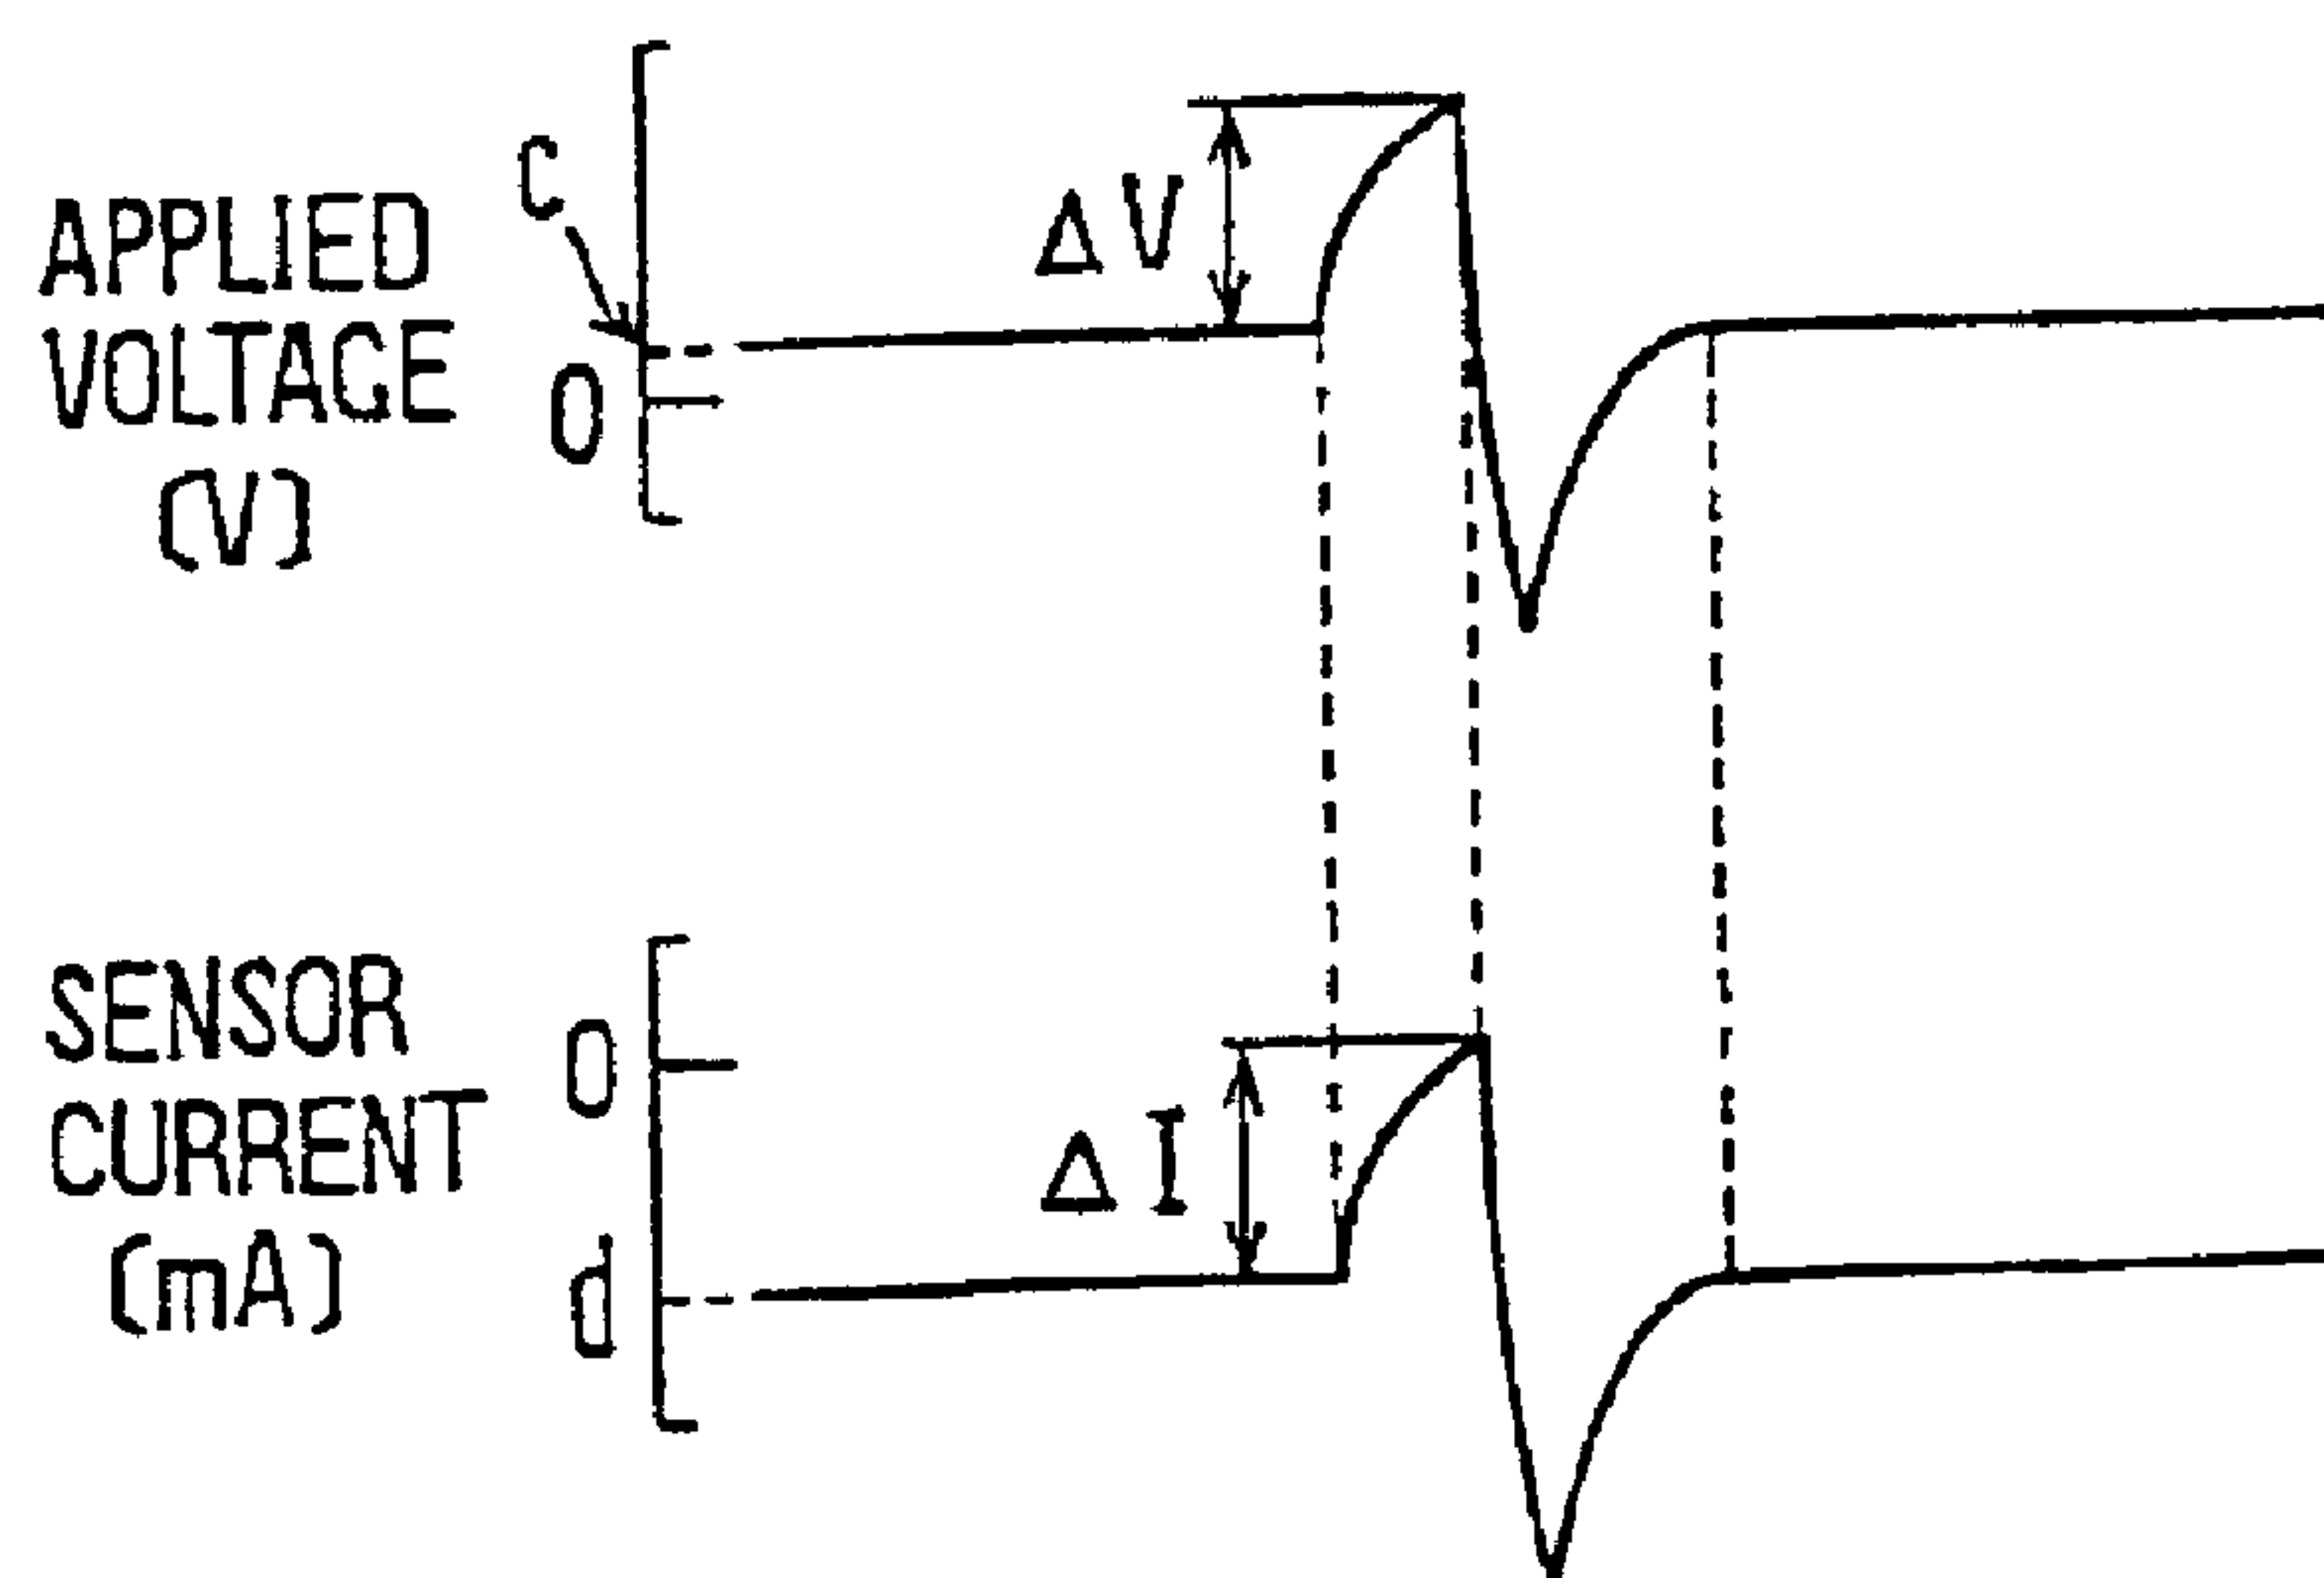 C
APPLIED
VOLTAGE
(V)
0
ΔV
SENSOR
CURRENT
(mA)
0
d
ΔI